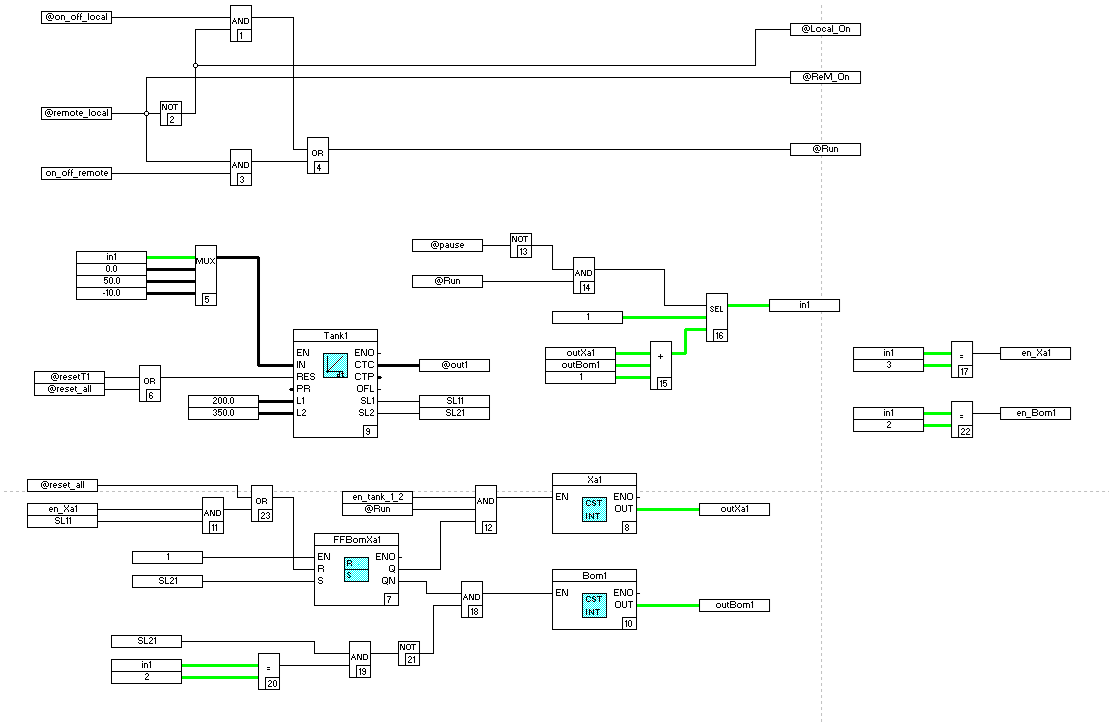 @on_off_local
AND
1
@Local_On
@ReM_On
@remote_local
NOT
2
on_off_remote
AND
3
OR
4
@Run
in1
0.0
50.0
-10.0
MUX
5
@pause
NOT
13
@Run
AND
14
1
SEL
16
in1
outXa1
outBom1
1
+
15
in1
3
=
17
en_Xa1
in1
2
=
22
en_Bom1
@resetT1
@reset_all
OR
6
200.0
350.0
Tank1
EN ENO
IN CTC
RES CTP
PR OFL
L1 SL1
L2 SL2
dt
9
@out1
SL11
SL21
@reset_all
en_Xa1
SL11
AND
11
OR
23
en_tank_1_2
@Run
AND
12
Xa1
EN ENO
OUT
CST
INT
8
outXa1
1
SL21
FFBomXa1
EN ENO
R Q
S QN
R
S
7
AND
18
Bom1
EN ENO
OUT
CST
INT
10
outBom1
SL21
in1
2
=
20
AND
19
NOT
21